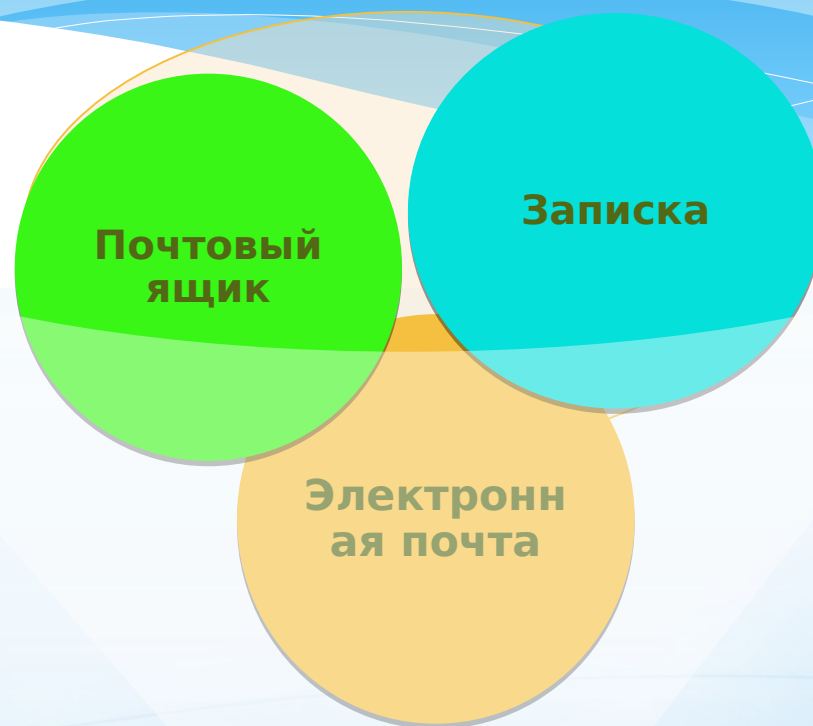 Записка
Почтовый
ящик
Электронн
ая почта